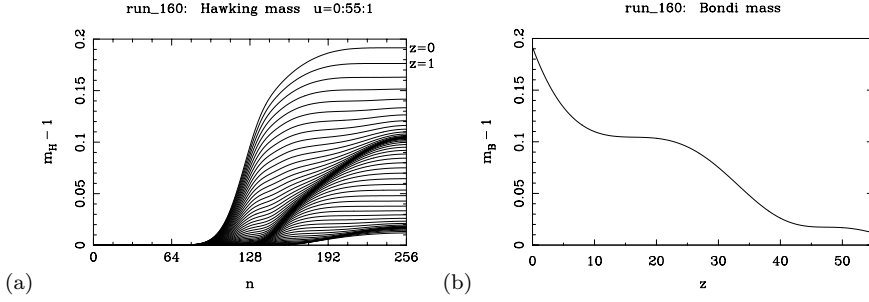 run_160: Hawking mass u=0:55:1
m_H − 1
0.2
0.15
0.1
0.05
0
z=0
z=1
0 64 128 192 256
n
(a)
run_160: Bondi mass
m_B − 1
0.2
0.15
0.1
0.05
0
0 10 20 30 40 50
z
(b)